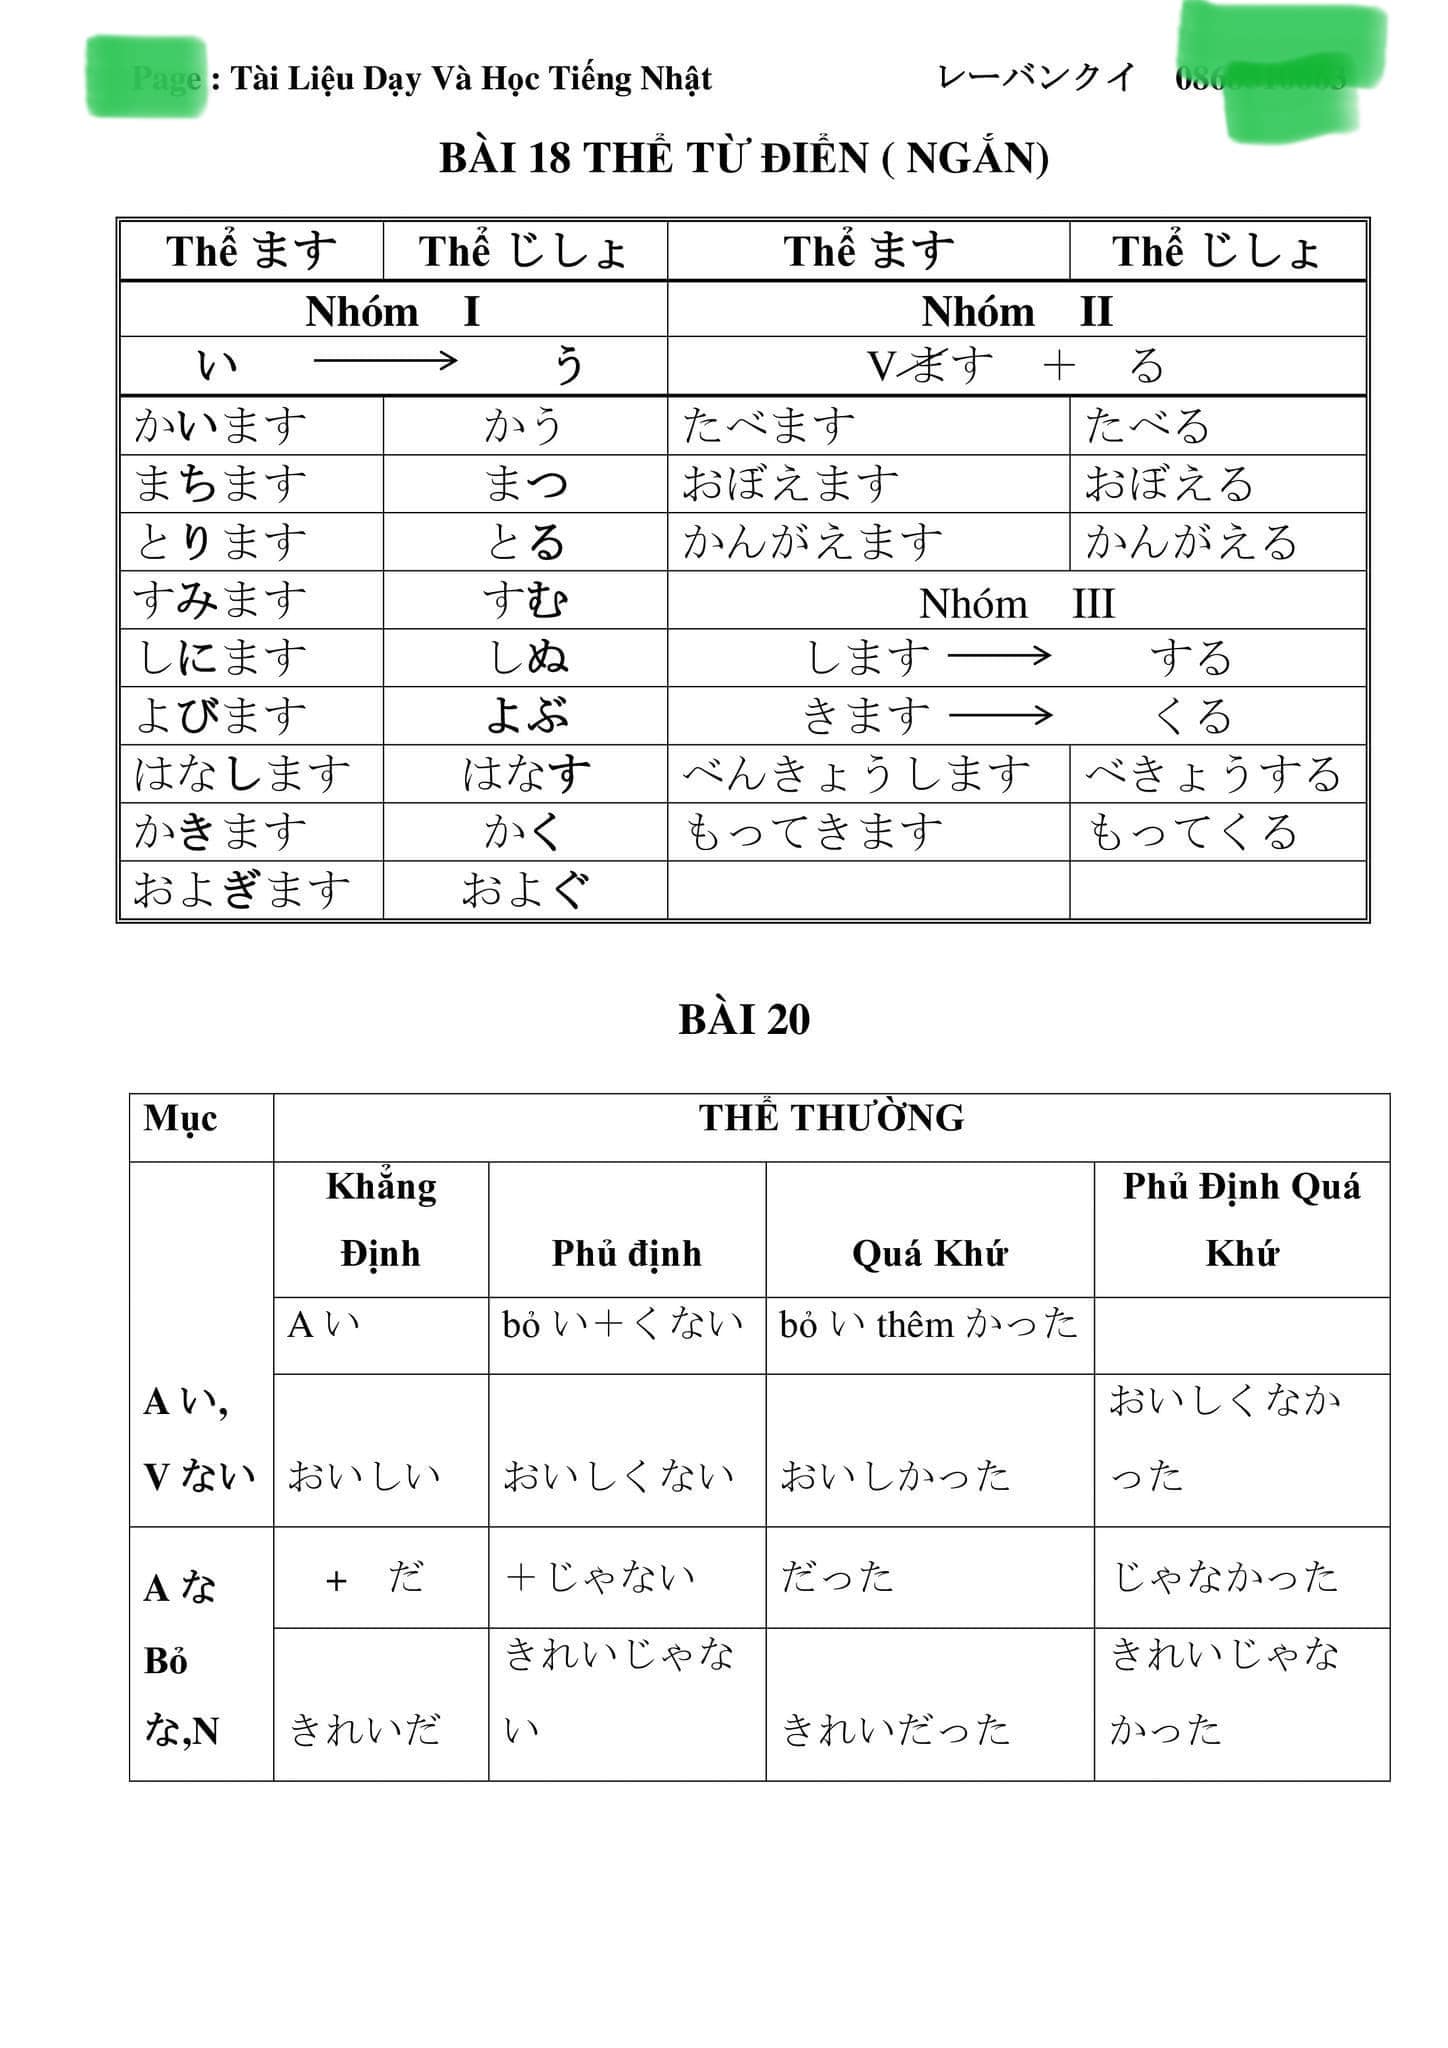 Page : Tài Liệu Dạy Và Học Tiếng Nhật レーバンクイ
BÀI 18 THỂ TỪ ĐIỂN ( NGẮN)
Thể ます Thể じしょ Thể ます Thể じしょ
Nhóm I Nhóm II
い → う Vます ＋ る
かいます かう たべます たべる
まちます まつ おぼえます おぼえる
とります とる かんがえます かんがえる
すみます すむ Nhóm III
しにます しぬ します → する
よびます よぶ きます → くる
はなします はなす べんきょうします べきょうする
かきます かく もってきます もってくる
およぎます およぐ
BÀI 20
Mục THỂ THƯỜNG
Khẳng
Định
Phủ định
Quá Khứ
Phủ Định Quá
Khứ
A い bỏ い＋くない bỏ い thêm かった
A い,
V ない
おいしい
おいしくない
おいしかった
おいしくなか
った
A な
Bỏ
な,N
+ だ ＋じゃない だった じゃなかった
きれいだ
きれいじゃな
い
きれいだった
きれいじゃな
かった